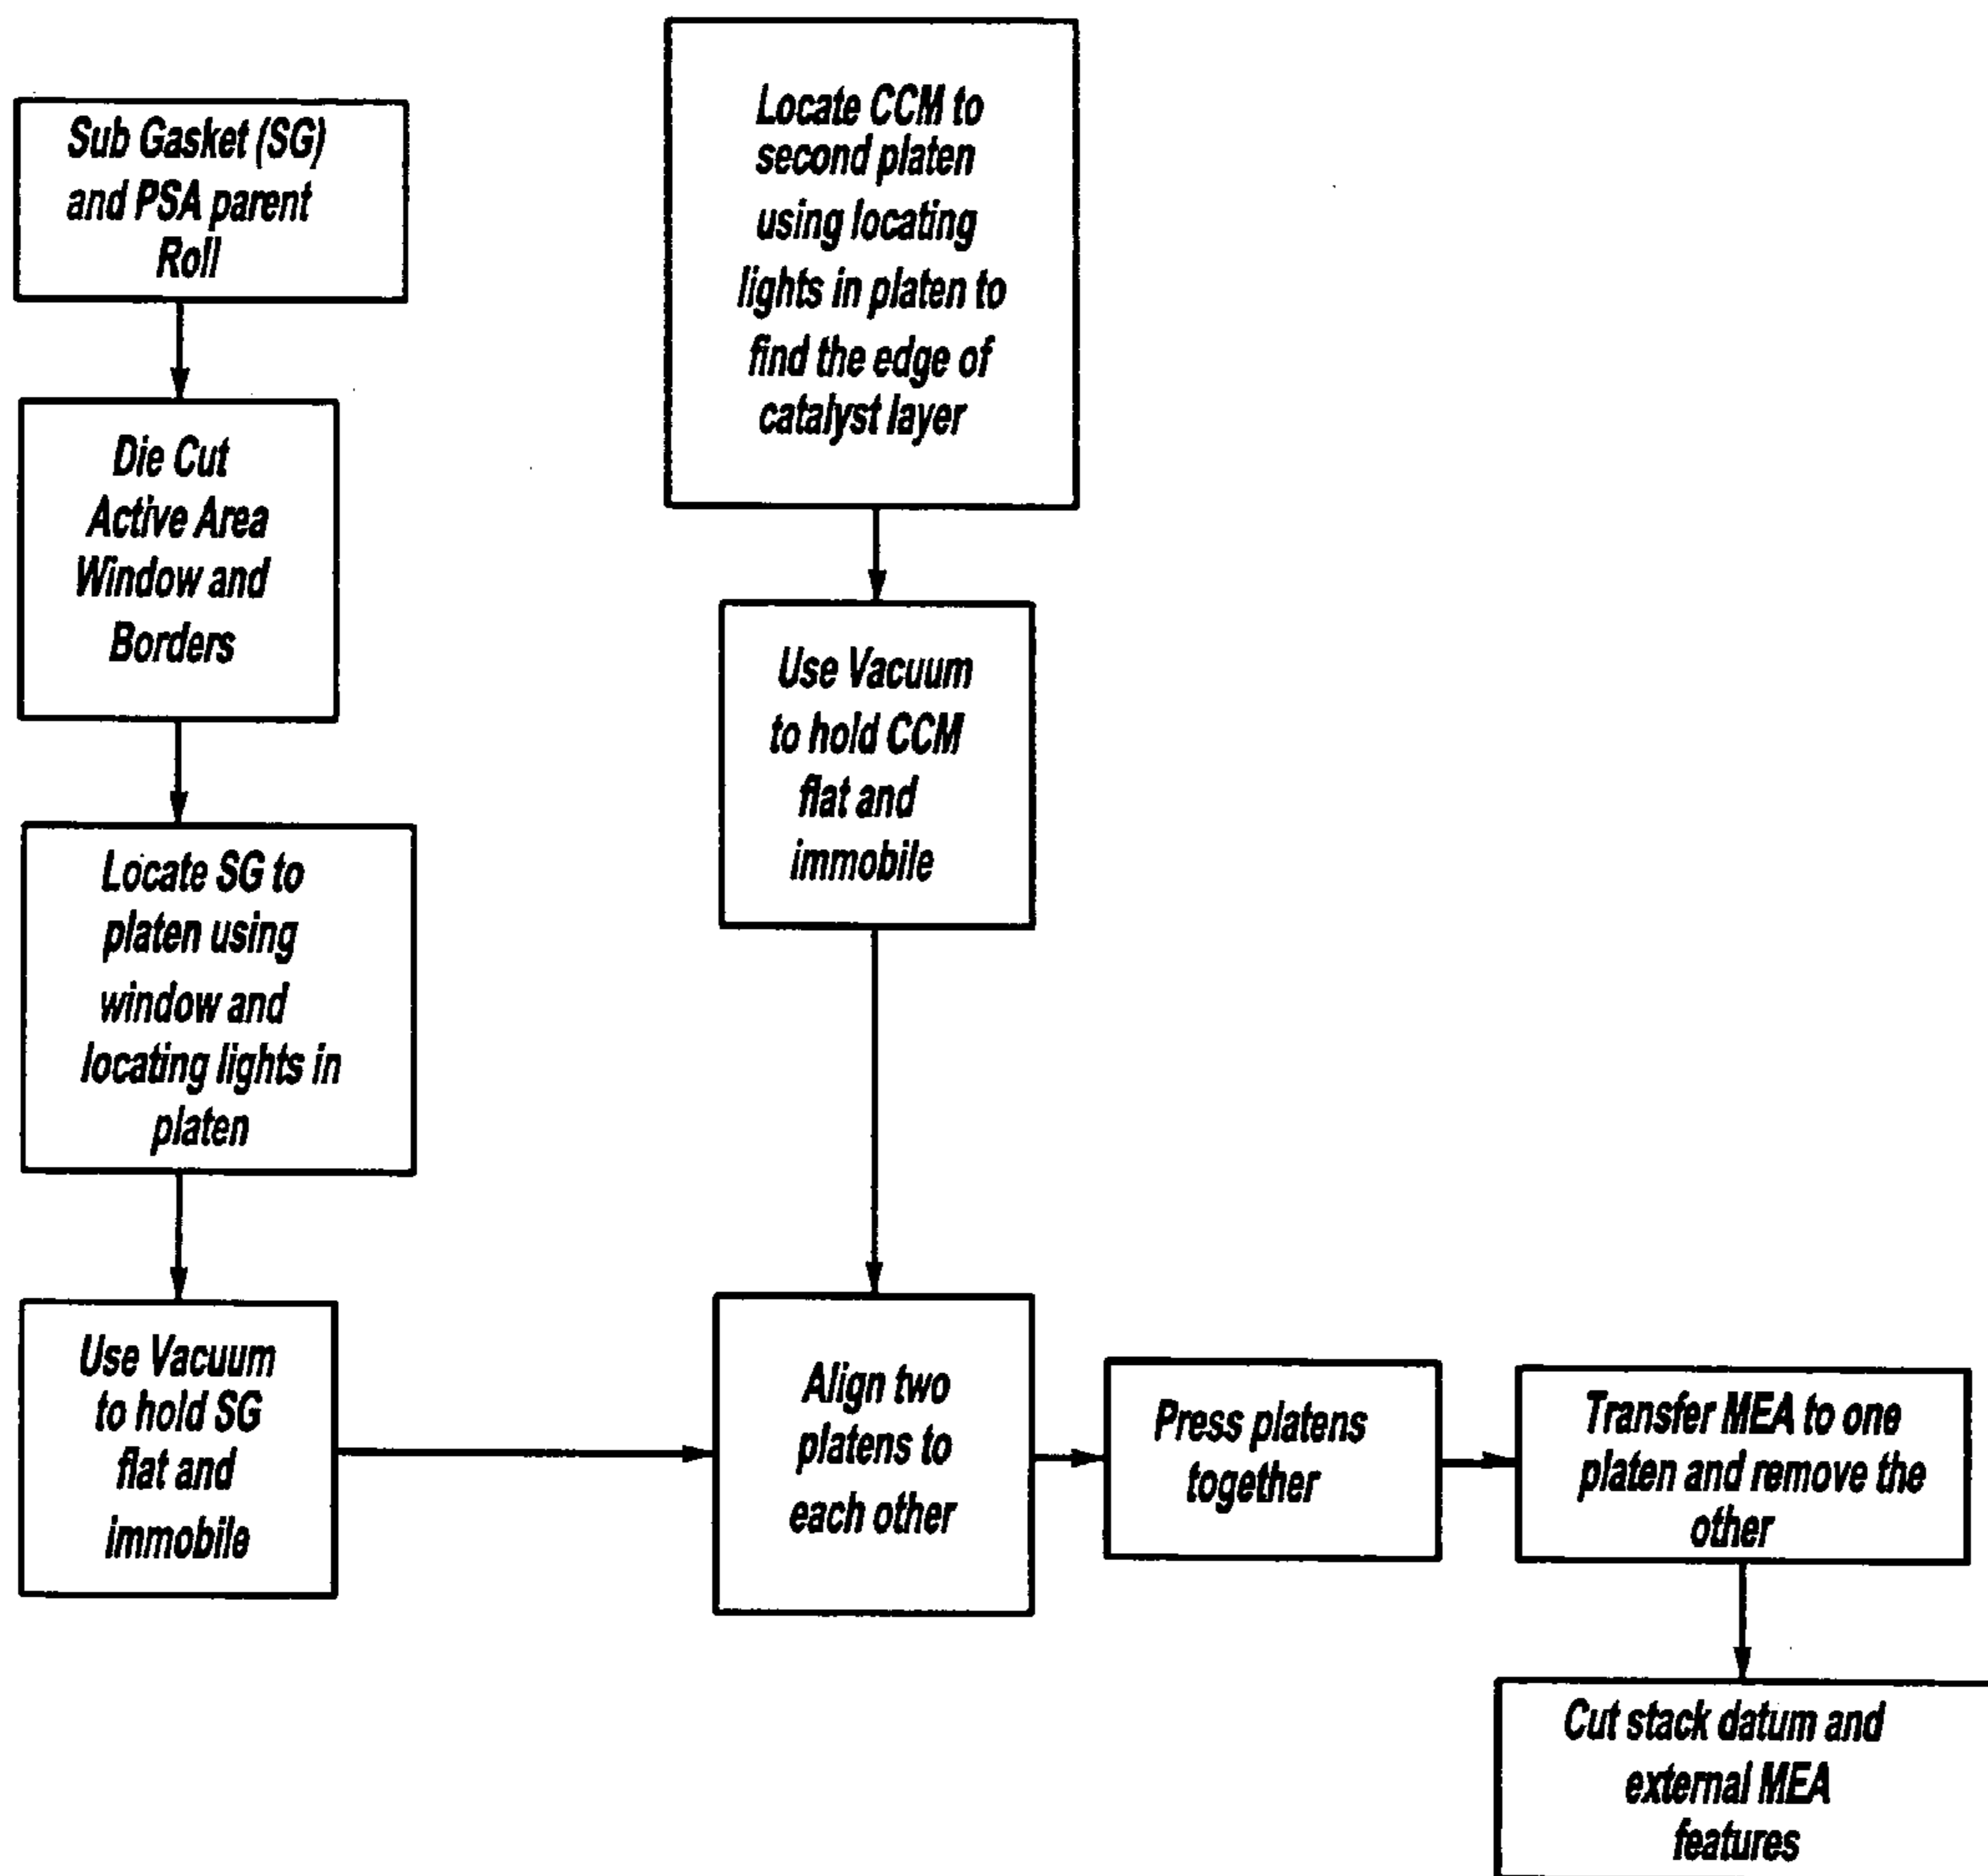 Sub Gasket (SG)
and PSA parent
Roll
Die Cut
Active Area
Window and
Borders
Locate SG to
platen using
window and
locating lights in
platen
Use Vacuum
to hold SG
flat and
immobile
Locate CCM to
second platen
using locating
lights in platen to
find the edge of
catalyst layer
Use Vacuum
to hold CCM
flat and
immobile
Align two
platens to
each other
Press platens
together
Transfer MEA to one
platen and remove the
other
Cut stack datum and
external MEA
features